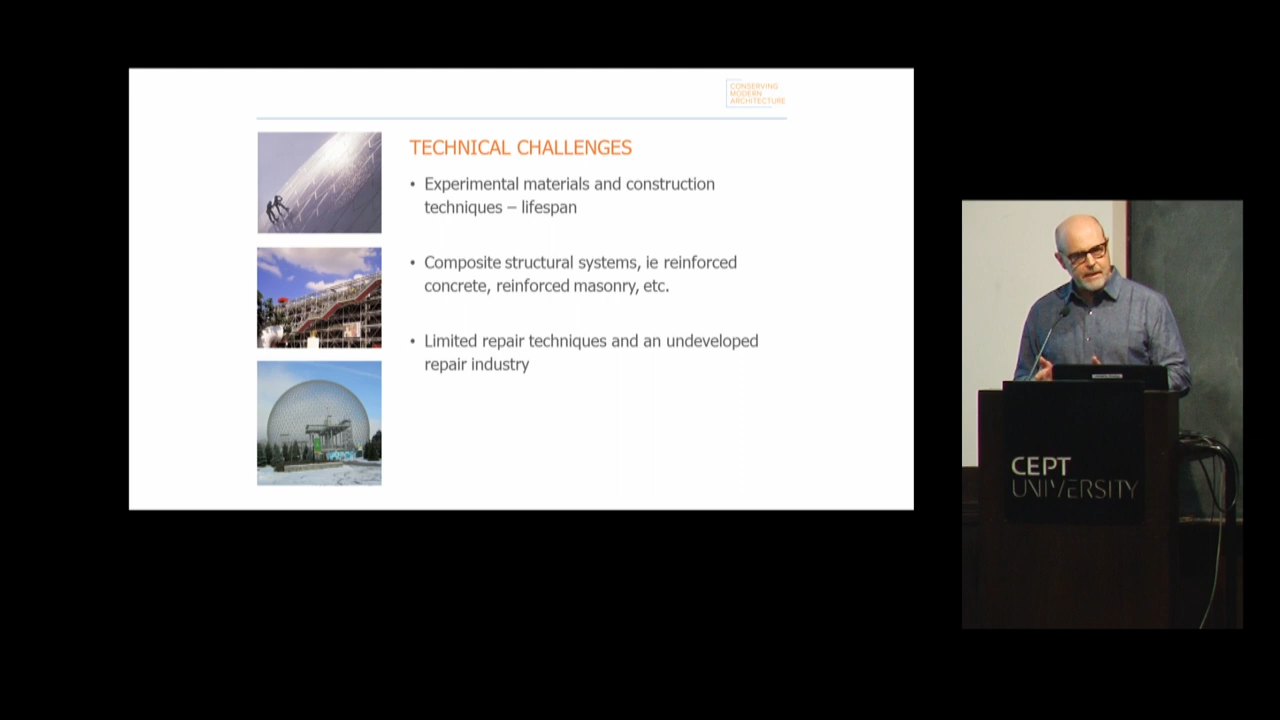 CONSERVING
MODERN
ARCHITECTURE
TECHNICAL CHALLENGES
• Experimental materials and construction
techniques – lifespan
• Composite structural systems, ie reinforced
concrete, reinforced masonry, etc.
• Limited repair techniques and an undeveloped
repair industry
CEPT
UNIVERSITY